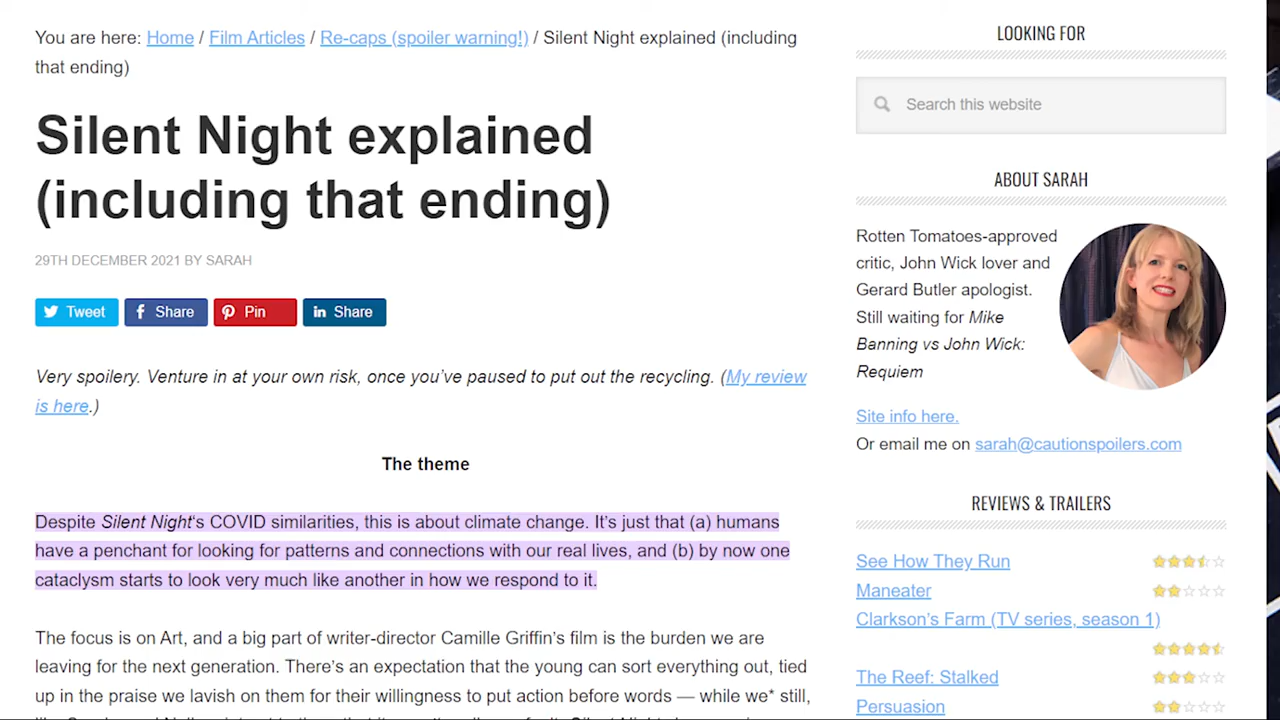 You are here: Home / Film Articles / Re-caps (spoiler warning!) / Silent Night explained (including
that ending)
Silent Night explained
(including that ending)
29TH DECEMBER 2021 BY SARAH
Tweet Share Pin Share
Very spoilery. Venture in at your own risk, once you’ve paused to put out the recycling. (My review
is here.)
The theme
Despite Silent Night‘s COVID similarities, this is about climate change. It’s just that (a) humans
have a penchant for looking for patterns and connections with our real lives, and (b) by now one
cataclysm starts to look very much like another in how we respond to it.
The focus is on Art, and a big part of writer-director Camille Griffin’s film is the burden we are
leaving for the next generation. There’s an expectation that the young can sort everything out, tied
up in the praise we lavish on them for their willingness to put action before words — while we* still,
LOOKING FOR
Search this website
ABOUT SARAH
Rotten Tomatoes-approved
critic, John Wick lover and
Gerard Butler apologist.
Still waiting for Mike
Banning vs John Wick:
Requiem
Site info here.
Or email me on sarah@cautionspoilers.com
REVIEWS & TRAILERS
See How They Run
Maneater
Clarkson’s Farm (TV series, season 1)
The Reef: Stalked
Persuasion